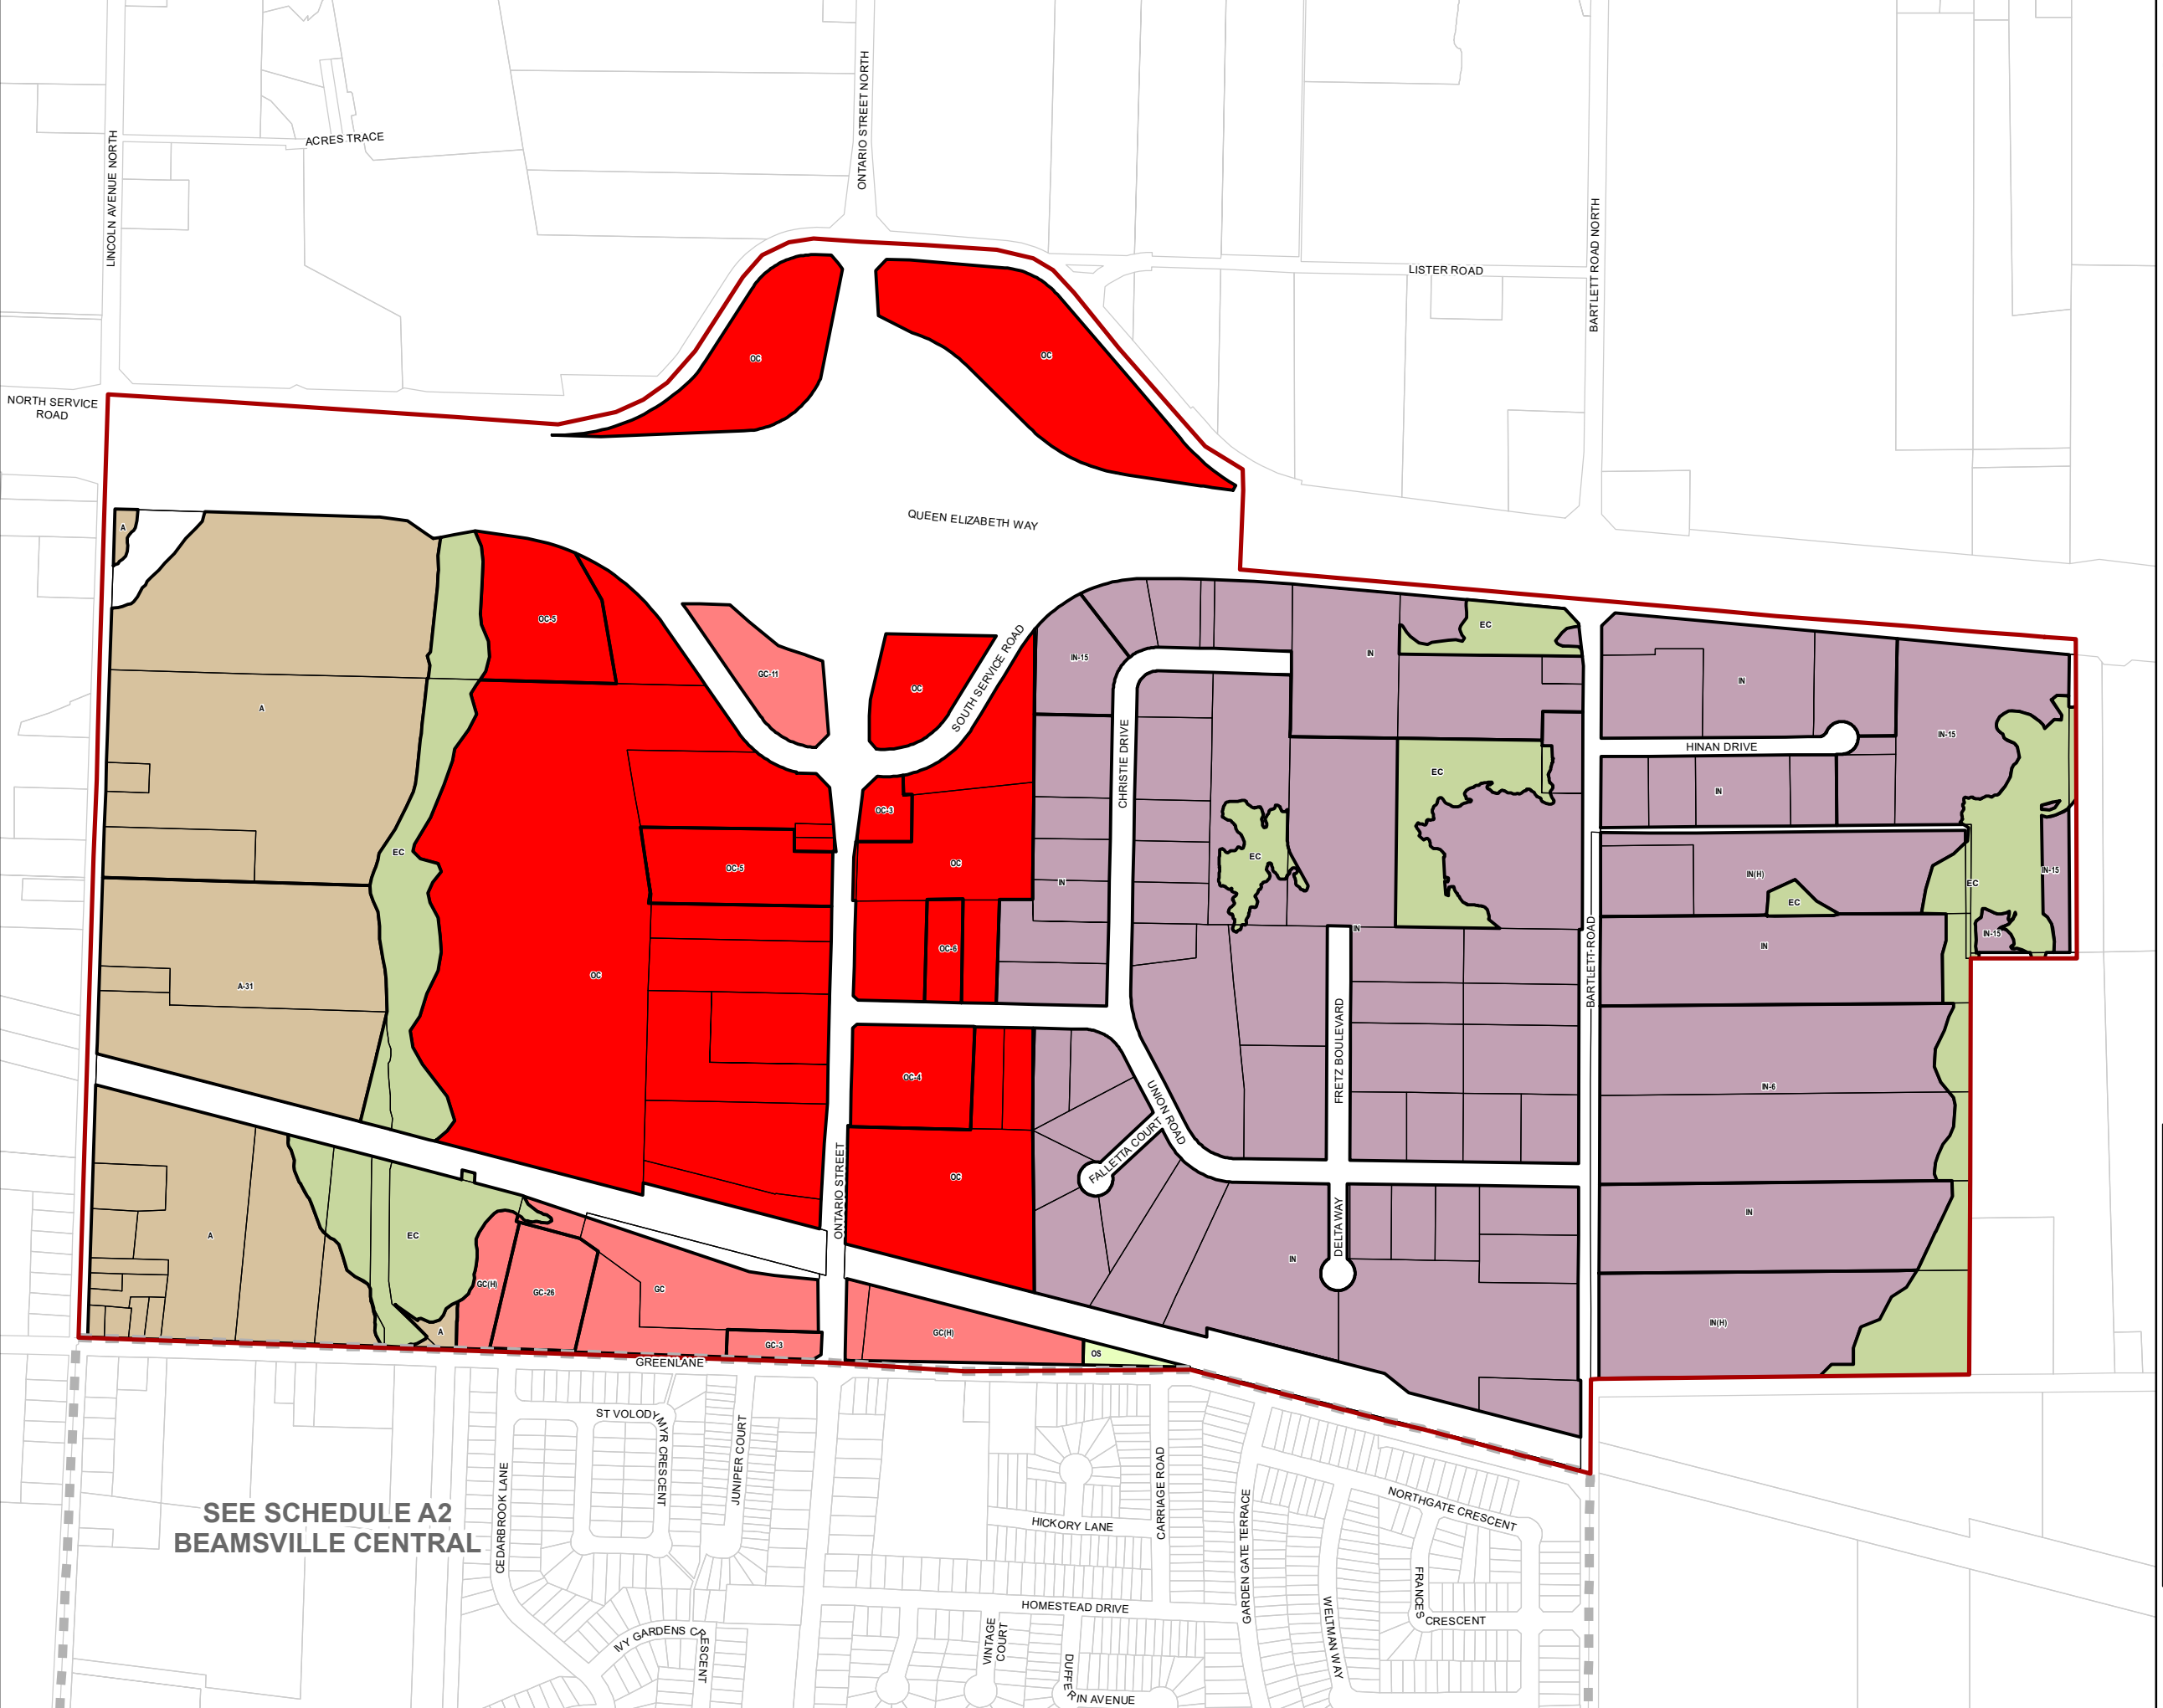 ONTARIO STREET NORTH
ACRES TRACE
LINCOLN AVENUE NORTH
BARTLETT ROAD NORTH
LISTER ROAD
OC
OC
NORTH SERVICE
ROAD
QUEEN ELIZABETH WAY
A
OC-5
EC
SOUTH SERVICE ROAD
IN-15
IN
GC-11
IN
OC
A
IN-15
HINAN DRIVE
CHRISTIE DRIVE
EC
IN
OC-3
EC
EC
OC
OC-5
IN-15
IN(H)
IN
EC
EC
IN
IN-15
OC-6
IN
BARTLETT ROAD
OC
A-31
FRETZ BOULEVARD
OC-4
IN-6
UNION ROAD
FALLETTA COURT
OC
ONTARIO STREET
DELTA WAY
IN
A
EC
IN
GC(H)
GC-26
GC
IN(H)
A
GC(H)
GC-3
OS
GREENLANE
ST VOLODYMYR CRESCENT
JUNIPER COURT
CEDARBROOK LANE
CARRIAGE ROAD
GARDEN GATE TERRACE
NORTHGATE CRESCENT
SEE SCHEDULE A2
BEAMSVILLE CENTRAL
HICKORY LANE
HOMESTEAD DRIVE
WELTMAN WAY
FRANCES
CRESCENT
IVY GARDENS CRESCENT
VINTAGE
COURT
DUFFERIN AVENUE